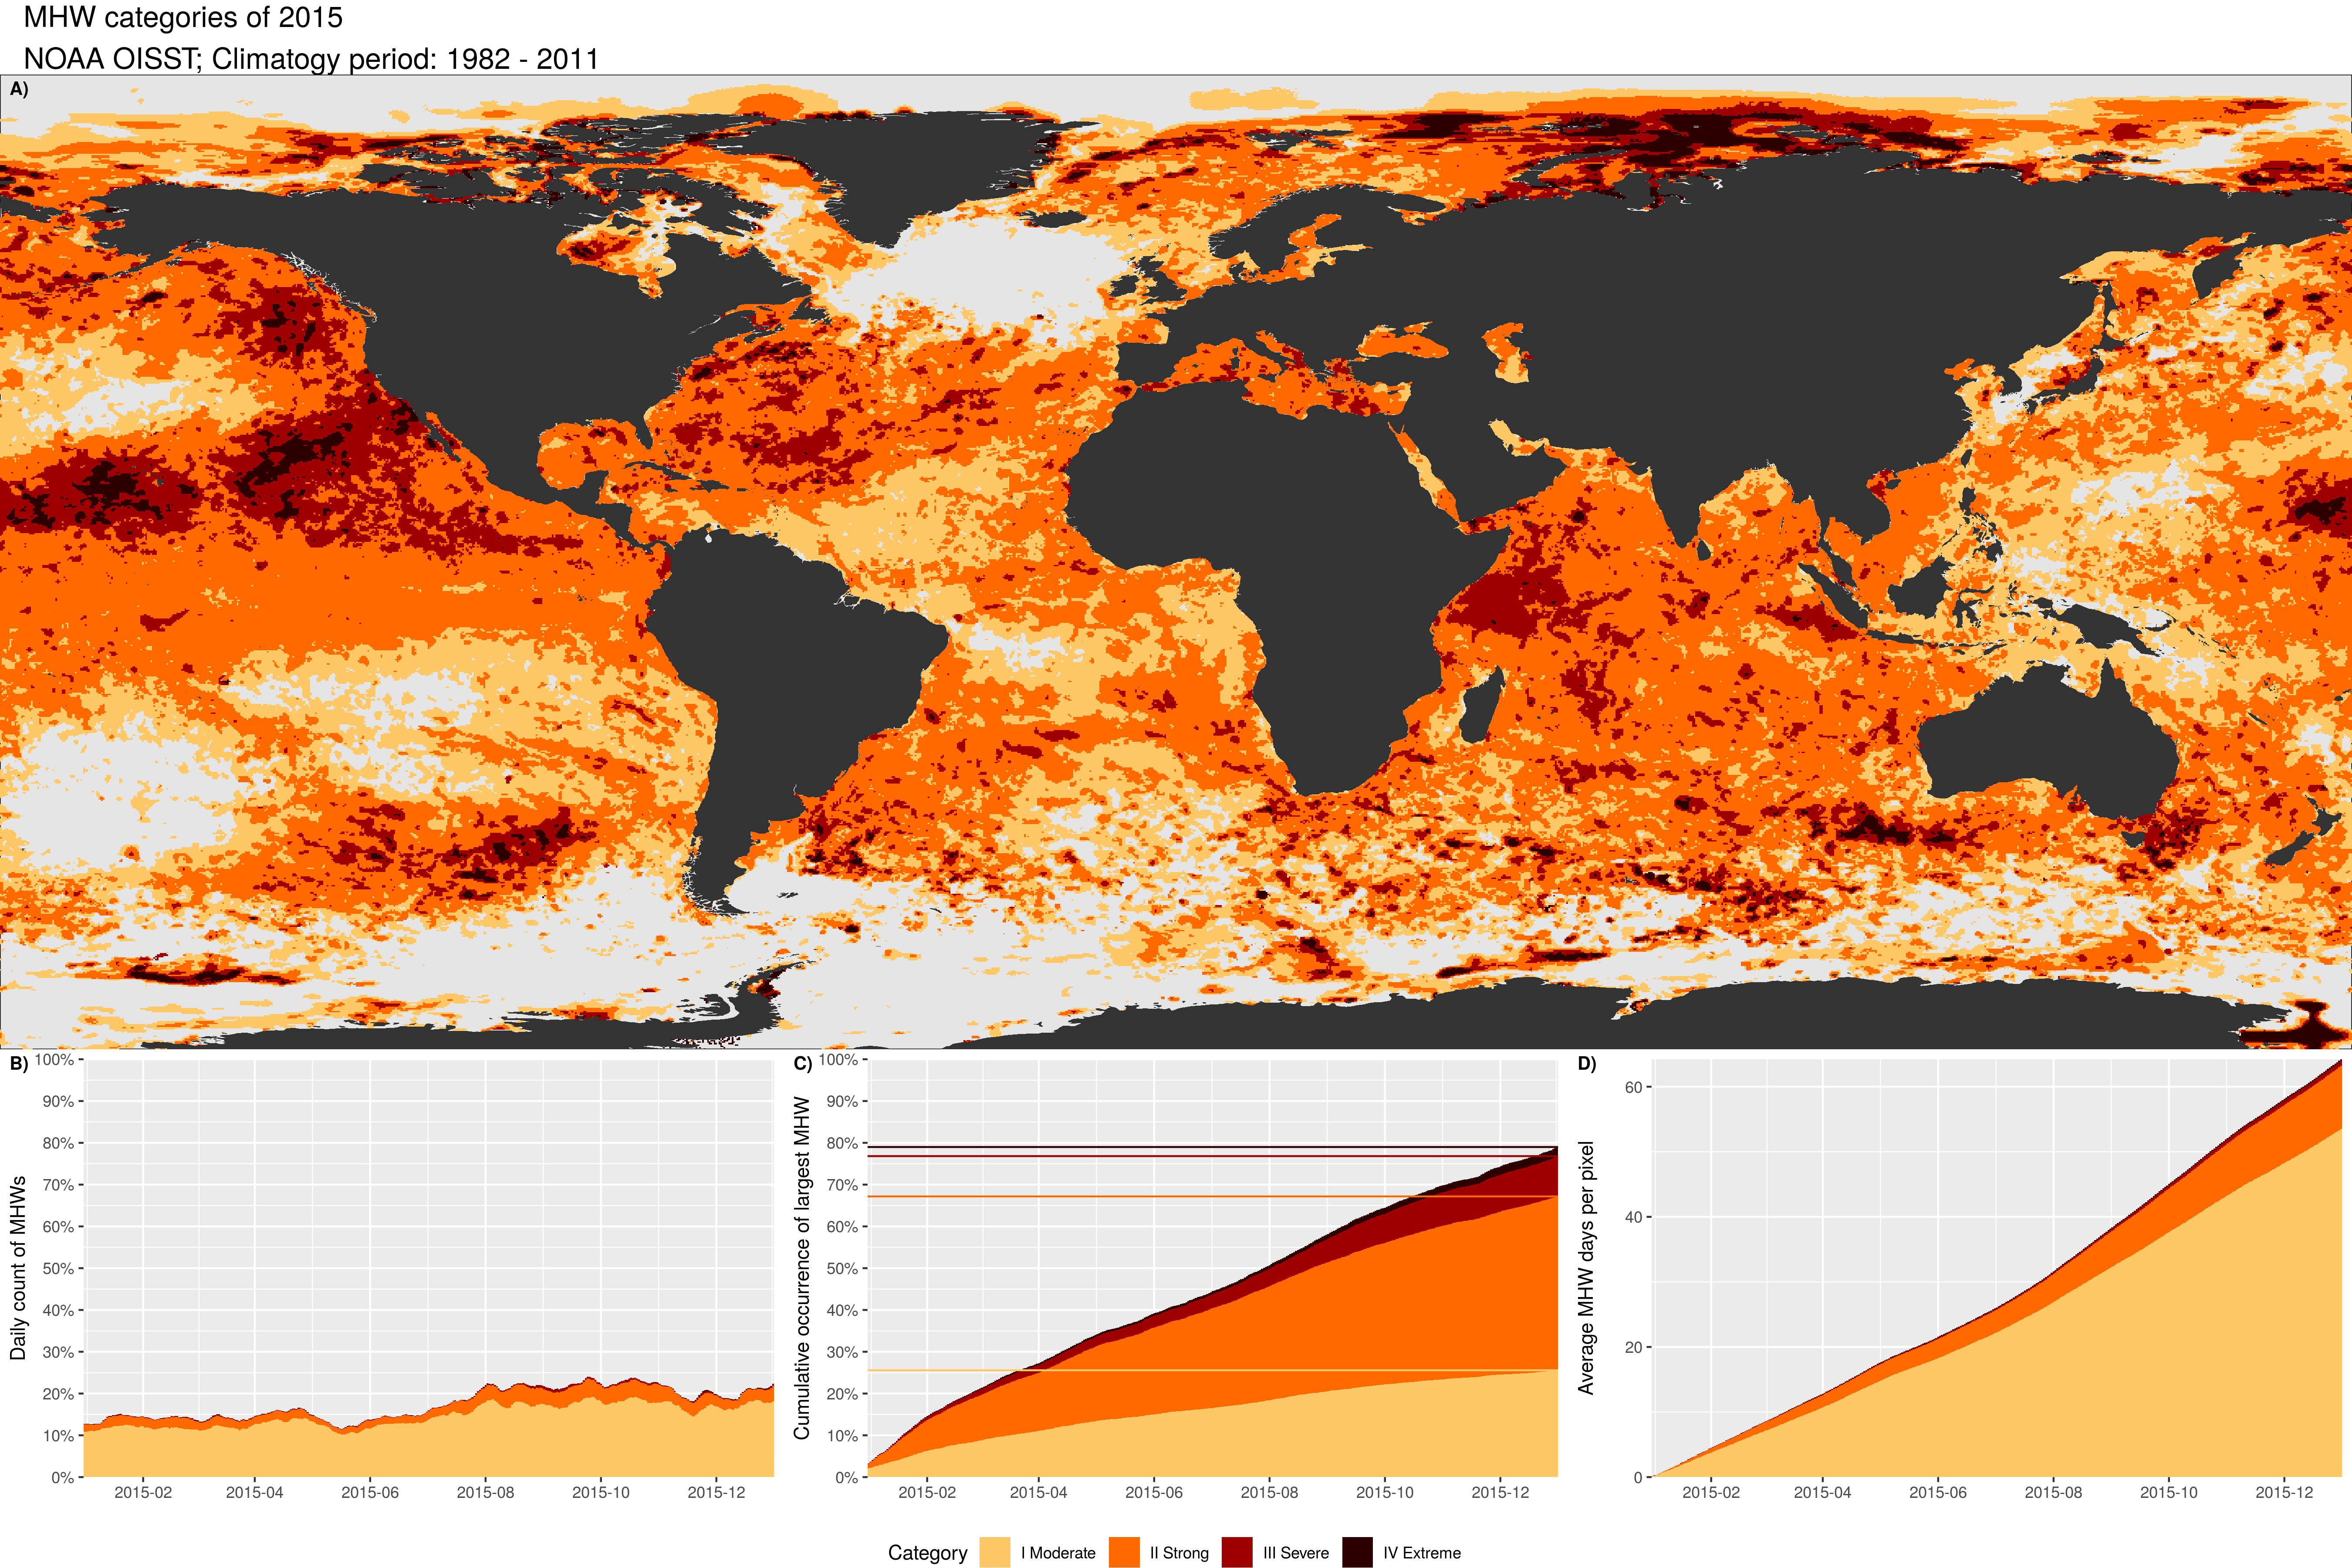 MHW categories of 2015
NOAA OISST; Climatogy period: 1982 - 2011
A)
B)
Daily count of MHWs
100%
90%
80%
70%
60%
50%
40%
30%
20%
10%
0%
2015-02 2015-04 2015-06 2015-08 2015-10 2015-12
C)
Cumulative occurrence of largest MHW
100%
90%
80%
70%
60%
50%
40%
30%
20%
10%
0%
2015-02 2015-04 2015-06 2015-08 2015-10 2015-12
D)
Average MHW days per pixel
60
40
20
0
2015-02 2015-04 2015-06 2015-08 2015-10 2015-12
Category I Moderate II Strong III Severe IV Extreme